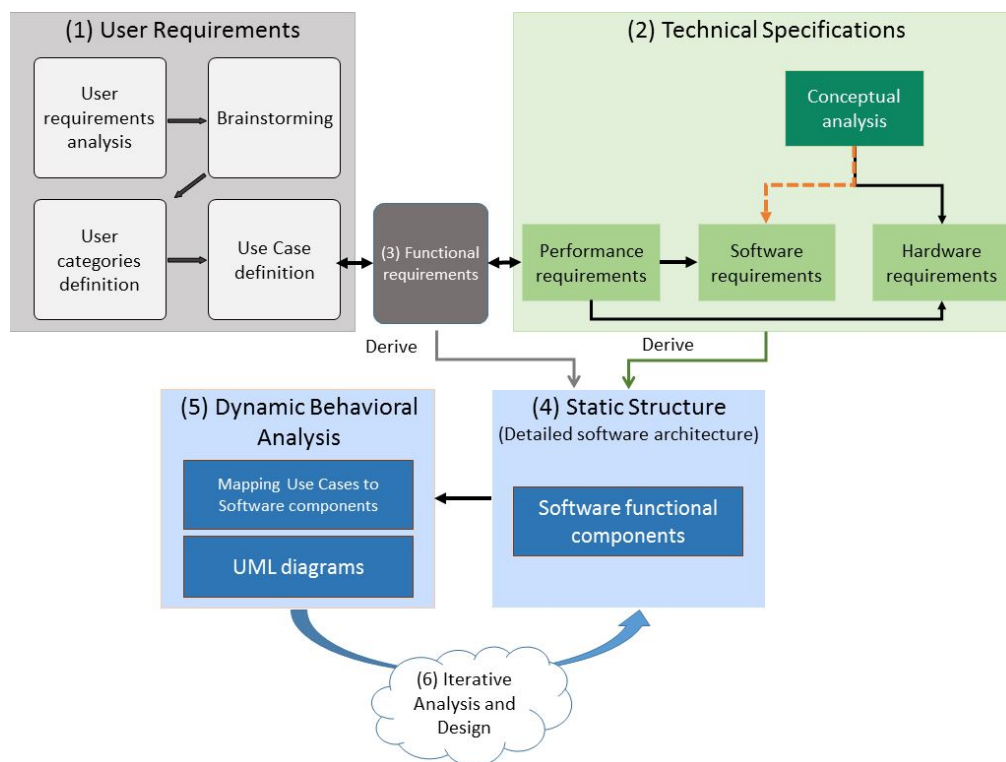 (1) User Requirements
User
requirements
analysis
Brainstorming
User
categories
definition
Use Case
definition
(3) Functional
requirements
(2) Technical Specifications
Conceptual
analysis
Performance
requirements
Software
requirements
Hardware
requirements
Derive
Derive
(5) Dynamic Behavioral
Analysis
Mapping Use Cases to
Software components
UML diagrams
(4) Static Structure
(Detailed software architecture)
Software functional
components
(6) Iterative
Analysis and
Design